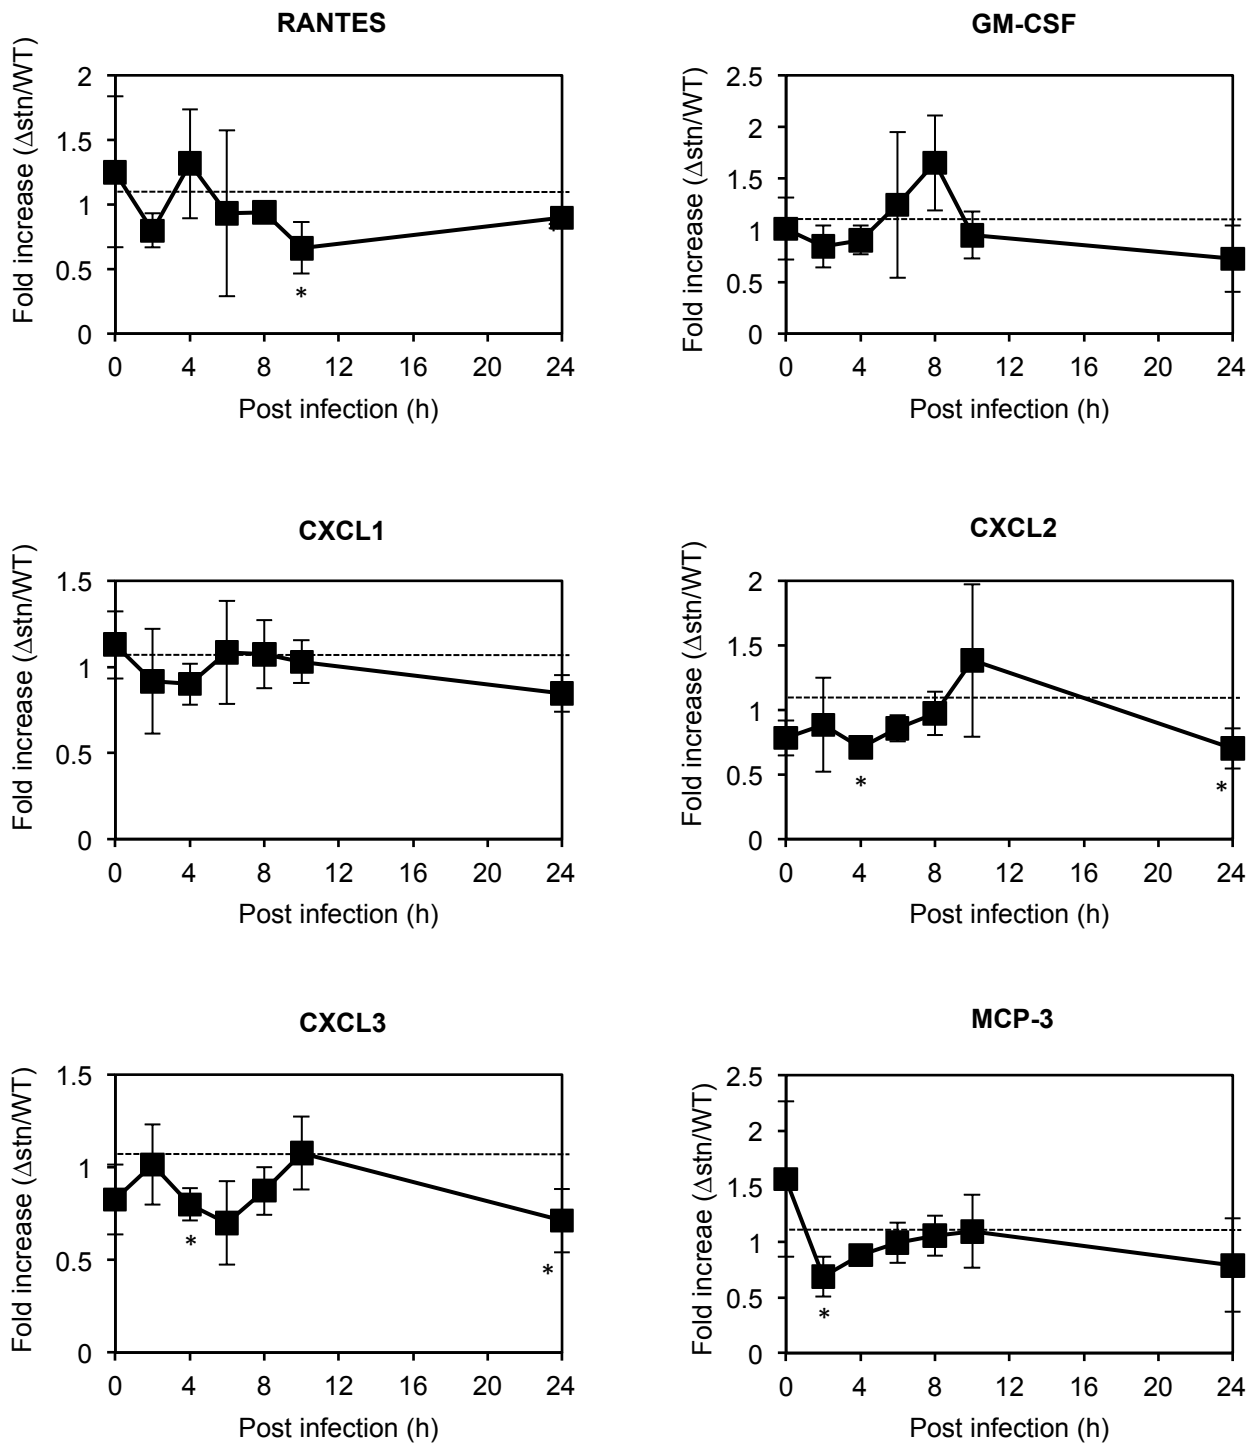 RANTES
Fold increase (Δstn/WT)
2
1.5
1
0.5
0
*
*
0 4 8 12 16 20 24
Post infection (h)
GM-CSF
Fold increase (Δstn/WT)
2.5
2
1.5
1
0.5
0
0 4 8 12 16 20 24
Post infection (h)
CXCL1
Fold increase (Δstn/WT)
1.5
1
0.5
0
0 4 8 12 16 20 24
Post infection (h)
CXCL2
Fold increase (Δstn/WT)
2
1.5
1
0.5
0
* *
0 4 8 12 16 20 24
Post infection (h)
CXCL3
Fold increase (Δstn/WT)
1.5
1
0.5
0
* *
0 4 8 12 16 20 24
Post infection (h)
MCP-3
Fold increae (Δstn/WT)
2.5
2
1.5
1
0.5
0
*
0 4 8 12 16 20 24
Post infection (h)